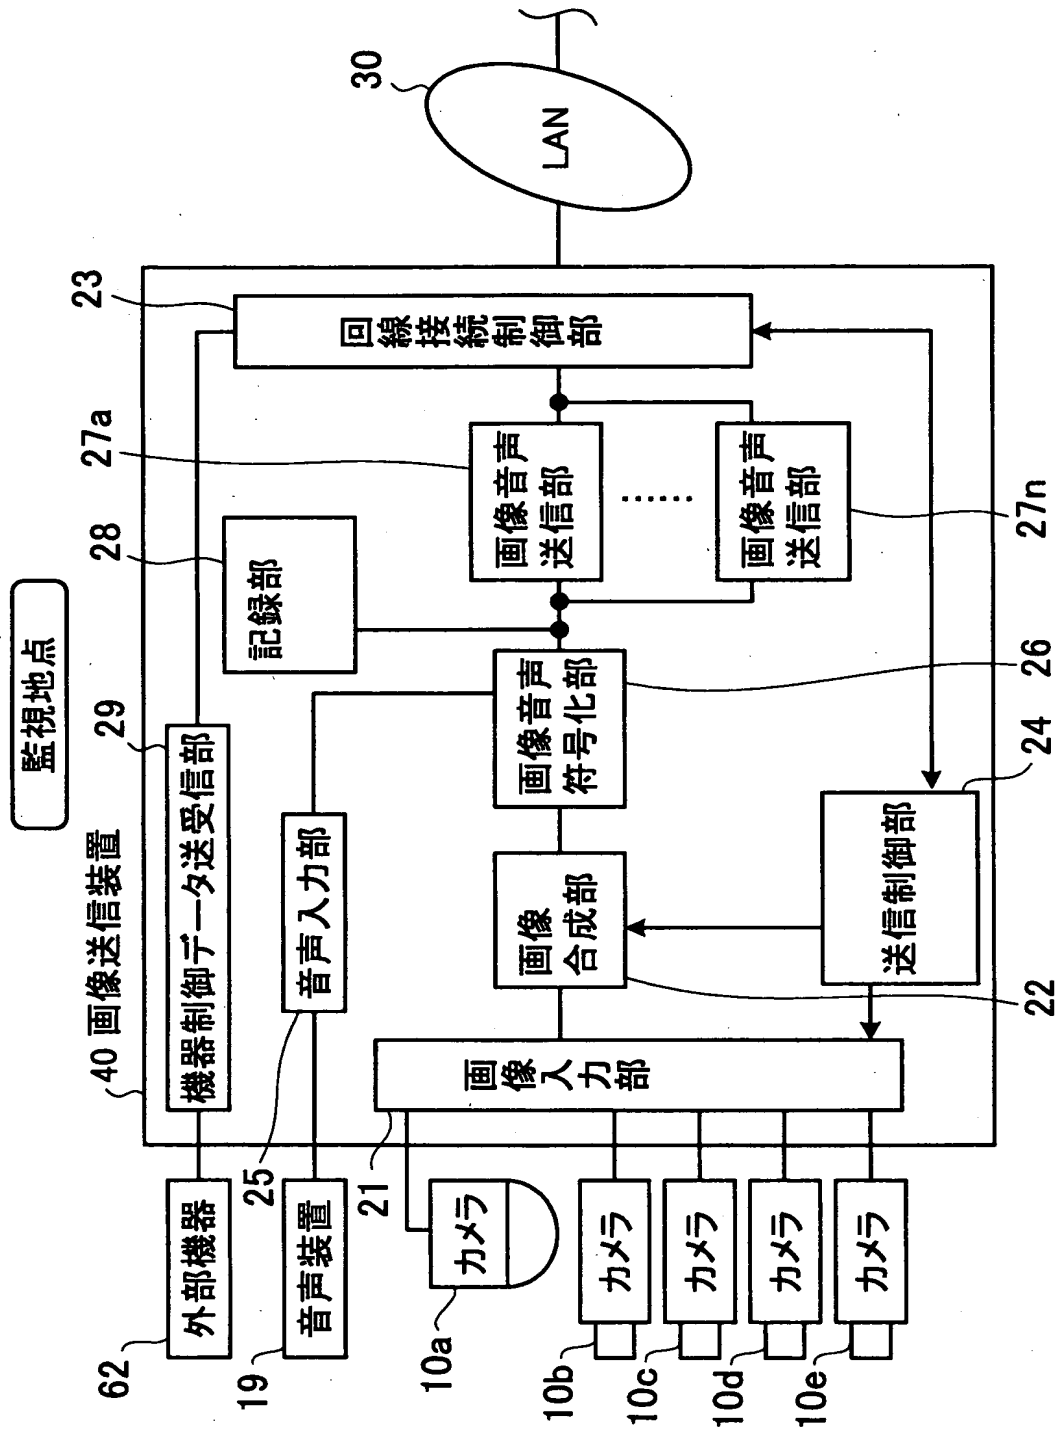 監視地点
40 画像送信装置
62
外部機器
29
機器制御データ送受信部
19
音声装置
25
音声入力部
28
記録部
27a
23
30
LAN
回線接続制御部
画像音声
送信部
画像音声
送信部
27n
画像音声
符号化部
26
画像
合成部
22
送信制御部
24
21
画像入力部
10a
カメラ
10b
カメラ
10c
カメラ
10d
カメラ
10e
カメラ